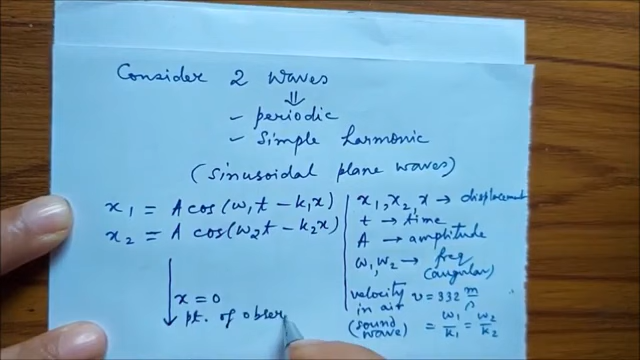 Consider 2 waves
⇓
- periodic
- Simple harmonic
(sinusoidal plane waves)
x₁ = A cos(ω₁t - k₁x)
x₂ = A cos(ω₂t - k₂x)
x = 0
pt. of obser
x₁, x₂, x → displacement
t → time
A → amplitude
ω₁, ω₂ → freq
(angular)
velocity v = 332 m/s
in air
(sound wave) = ω₁/k₁ = ω₂/k₂